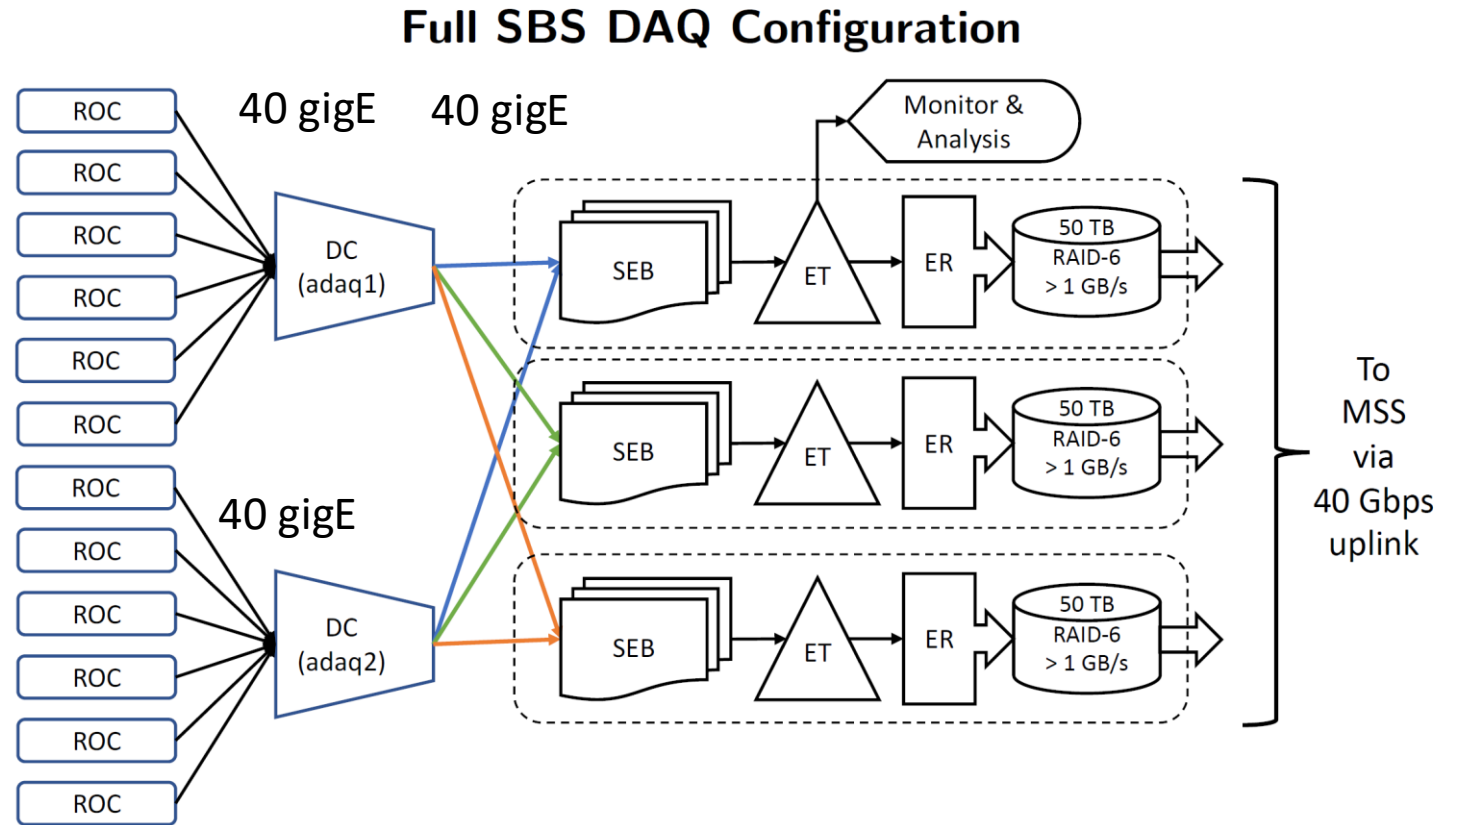 Full SBS DAQ Configuration
40 gigE
40 gigE
ROC
ROC
ROC
ROC
ROC
ROC
DC
(adaq1)
Monitor &
Analysis
SEB
ET
ER
50 TB
RAID-6
> 1 GB/s
SEB
ET
ER
50 TB
RAID-6
> 1 GB/s
ROC
ROC
ROC
ROC
ROC
ROC
40 gigE
DC
(adaq2)
SEB
ET
ER
50 TB
RAID-6
> 1 GB/s
To
MSS
via
40 Gbps
uplink